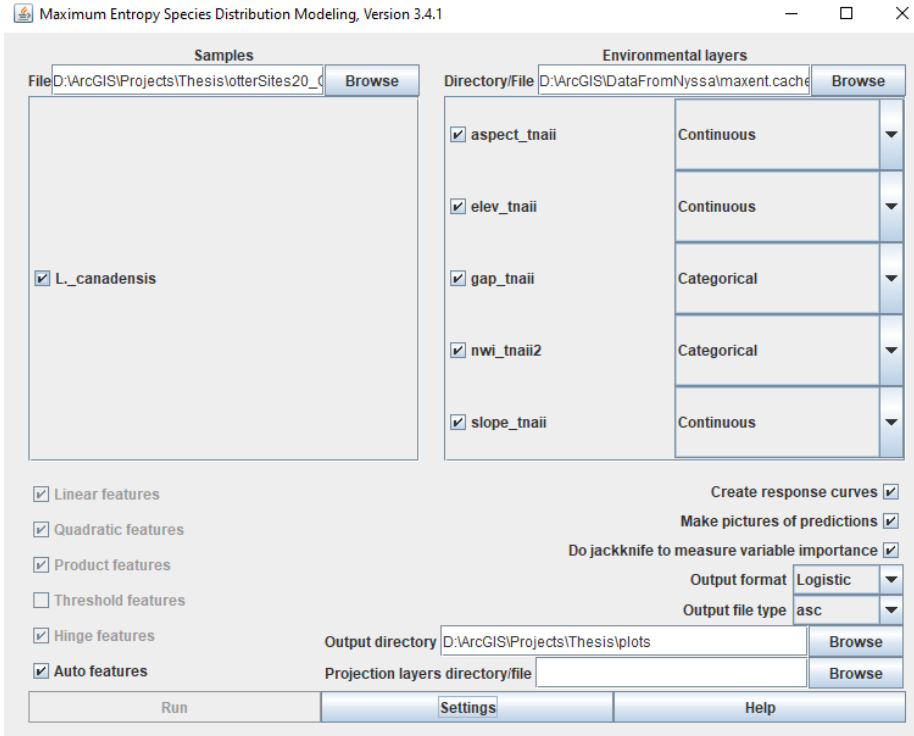 Maximum Entropy Species Distribution Modeling, Version 3.4.1
Samples
File D:\ArcGIS\Projects\Thesis\otterSites20_ Browse
L._canadensis
Environmental layers
Directory/File D:\ArcGIS\DataFromNyssa\maxent.cache Browse
aspect_tnaii Continuous
elev_tnaii Continuous
gap_tnaii Categorical
nwi_tnaii2 Categorical
slope_tnaii Continuous
Linear features
Quadratic features
Product features
Threshold features
Hinge features
Auto features
Create response curves
Make pictures of predictions
Do jackknife to measure variable importance
Output format Logistic
Output file type asc
Output directory D:\ArcGIS\Projects\Thesis\plots Browse
Projection layers directory/file Browse
Run Settings Help